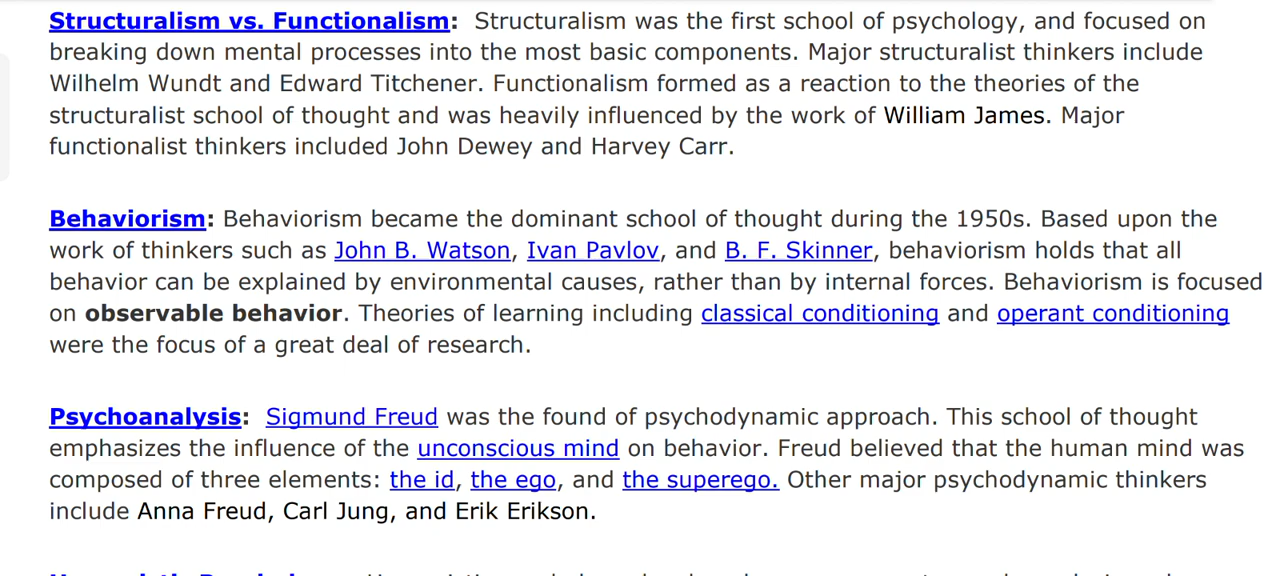 Structuralism vs. Functionalism: Structuralism was the first school of psychology, and focused on
breaking down mental processes into the most basic components. Major structuralist thinkers include
Wilhelm Wundt and Edward Titchener. Functionalism formed as a reaction to the theories of the
structuralist school of thought and was heavily influenced by the work of William James. Major
functionalist thinkers included John Dewey and Harvey Carr.
Behaviorism: Behaviorism became the dominant school of thought during the 1950s. Based upon the
work of thinkers such as John B. Watson, Ivan Pavlov, and B. F. Skinner, behaviorism holds that all
behavior can be explained by environmental causes, rather than by internal forces. Behaviorism is focused
on observable behavior. Theories of learning including classical conditioning and operant conditioning
were the focus of a great deal of research.
Psychoanalysis: Sigmund Freud was the found of psychodynamic approach. This school of thought
emphasizes the influence of the unconscious mind on behavior. Freud believed that the human mind was
composed of three elements: the id, the ego, and the superego. Other major psychodynamic thinkers
include Anna Freud, Carl Jung, and Erik Erikson.